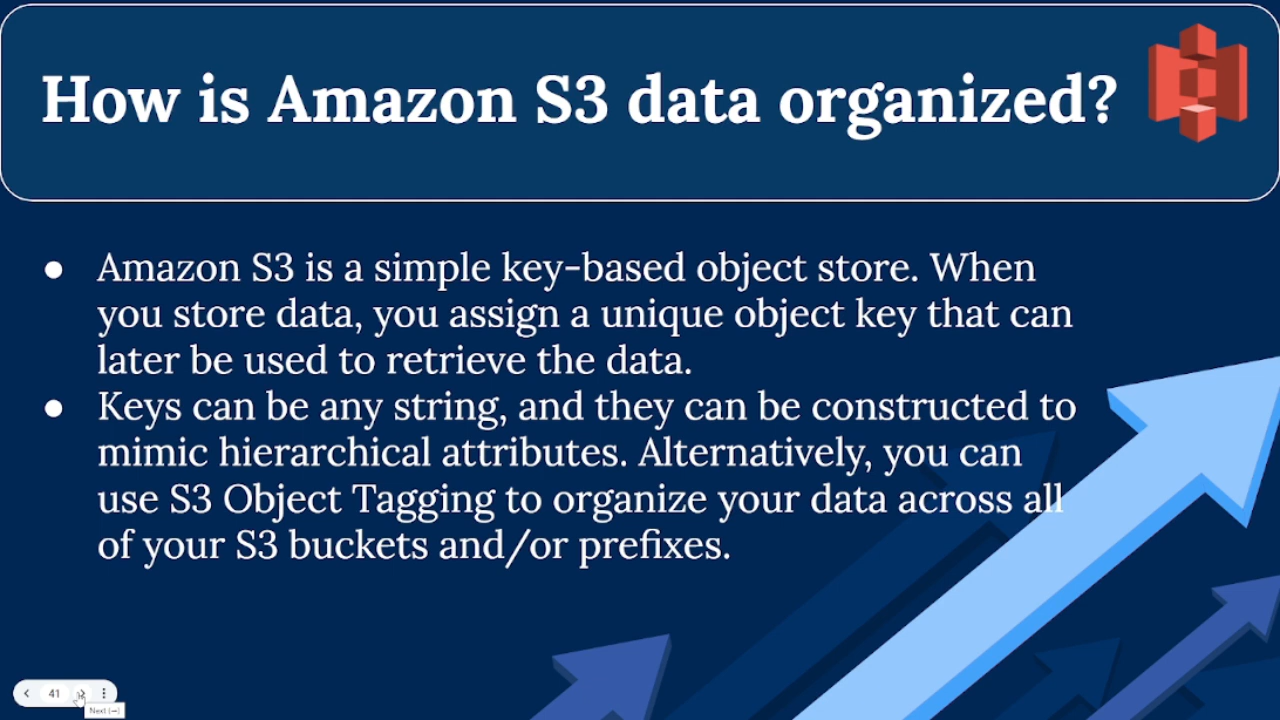 How is Amazon S3 data organized?
● Amazon S3 is a simple key-based object store. When
you store data, you assign a unique object key that can
later be used to retrieve the data.
● Keys can be any string, and they can be constructed to
mimic hierarchical attributes. Alternatively, you can
use S3 Object Tagging to organize your data across all
of your S3 buckets and/or prefixes.
41
Next (→)